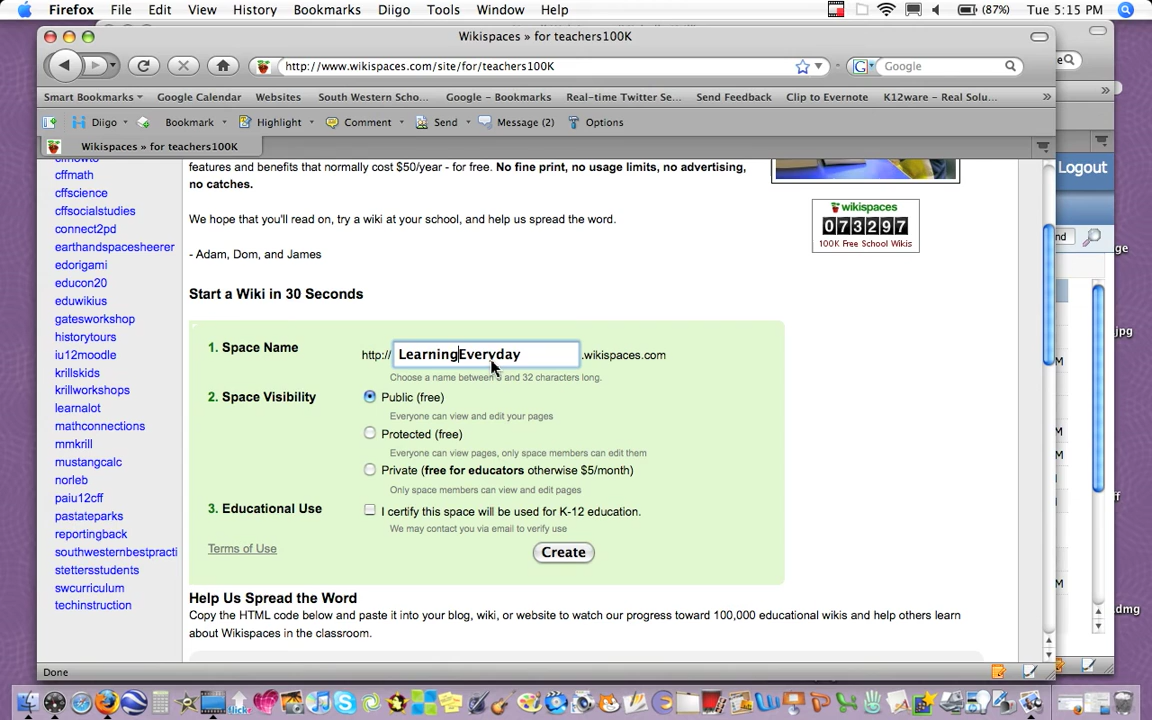 Firefox File Edit View History Bookmarks Diigo Tools Window Help (87%) Tue 5:15 PM
Wikispaces » for teachers100K
http://www.wikispaces.com/site/for/teachers100K Google
Smart Bookmarks Google Calendar Websites South Western Scho... Google – Bookmarks Real-time Twitter Se... Send Feedback Clip to Evernote K12ware – Real Solu... »
Diigo Bookmark Highlight Comment Send Message (2) Options
Wikispaces » for teachers100K
Logout
cffmath
cffscience
cffsocialstudies
connect2pd
earthandspacesheerer
edorigami
educon20
eduwikius
gatesworkshop
historytours
iu12moodle
krillskids
krillworkshops
learnalot
mathconnections
mmkrill
mustangcalc
norleb
paiu12cff
pastateparks
reportingback
southwesternbestpracti
stettersstudents
swcurriculum
techinstruction
features and benefits that normally cost $50/year - for free. No fine print, no usage limits, no advertising,
no catches.
We hope that you'll read on, try a wiki at your school, and help us spread the word.
- Adam, Dom, and James
wikispaces
073297
100K Free School Wikis
Start a Wiki in 30 Seconds
1. Space Name http:// LearningEveryday .wikispaces.com
Choose a name between 3 and 32 characters long.
2. Space Visibility Public (free)
Everyone can view and edit your pages
Protected (free)
Everyone can view pages, only space members can edit them
Private (free for educators otherwise $5/month)
Only space members can view and edit pages
3. Educational Use I certify this space will be used for K-12 education.
We may contact you via email to verify use
Terms of Use Create
Help Us Spread the Word
Copy the HTML code below and paste it into your blog, wiki, or website to watch our progress toward 100,000 educational wikis and help others learn
about Wikispaces in the classroom.
Done